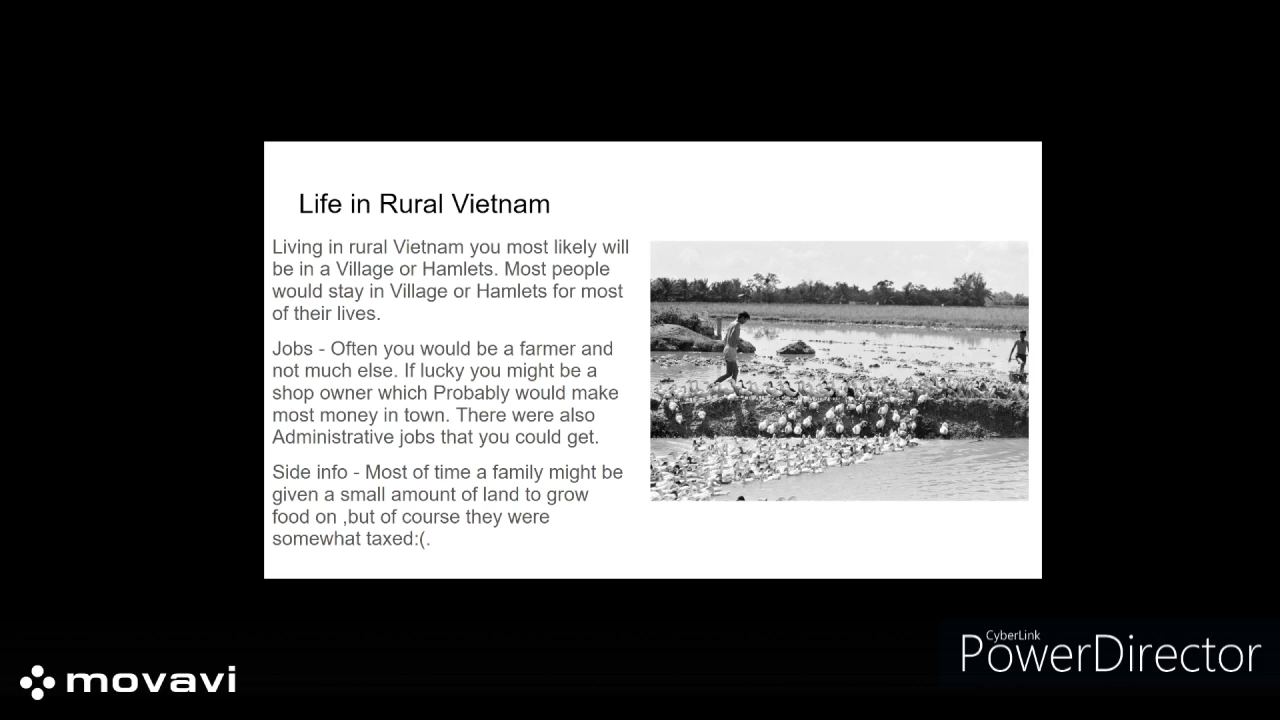 Life in Rural Vietnam
Living in rural Vietnam you most likely will
be in a Village or Hamlets. Most people
would stay in Village or Hamlets for most
of their lives.
Jobs - Often you would be a farmer and
not much else. If lucky you might be a
shop owner which Probably would make
most money in town. There were also
Administrative jobs that you could get.
Side info - Most of time a family might be
given a small amount of land to grow
food on ,but of course they were
somewhat taxed:(.
movavi
CyberLink
PowerDirector